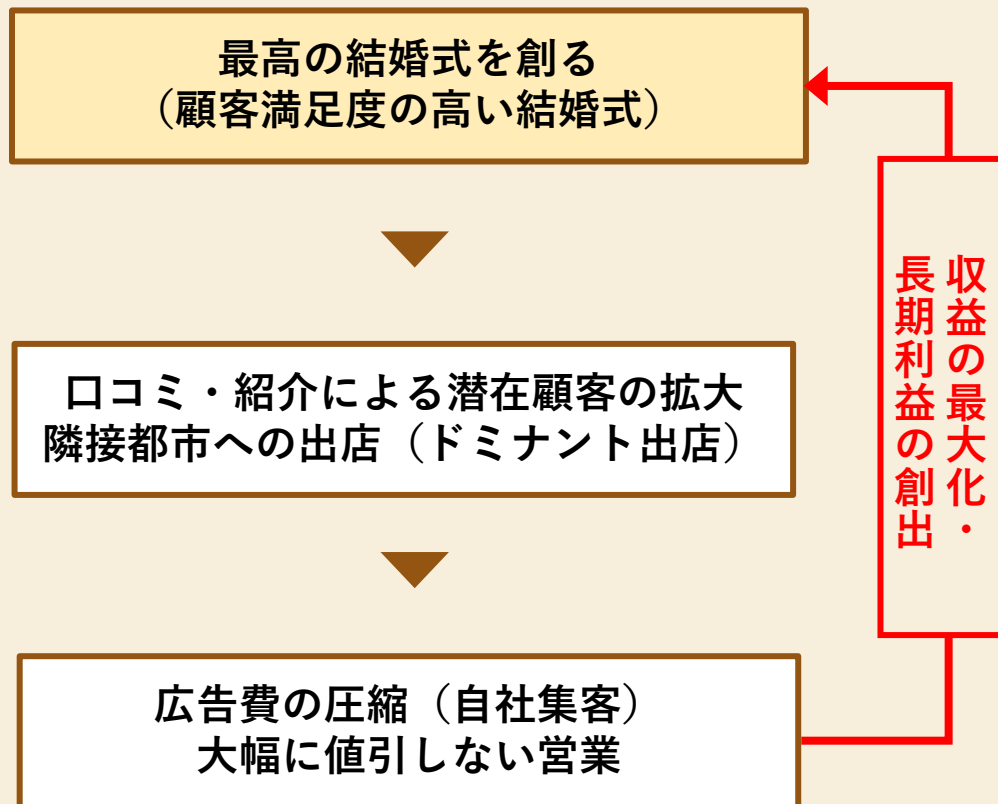 最高の結婚式を創る
（顧客満足度の高い結婚式）
口コミ・紹介による潜在顧客の拡大
隣接都市への出店（ドミナント出店）
広告費の圧縮（自社集客）
大幅に値引しない営業
収益の最大化・
長期利益の創出